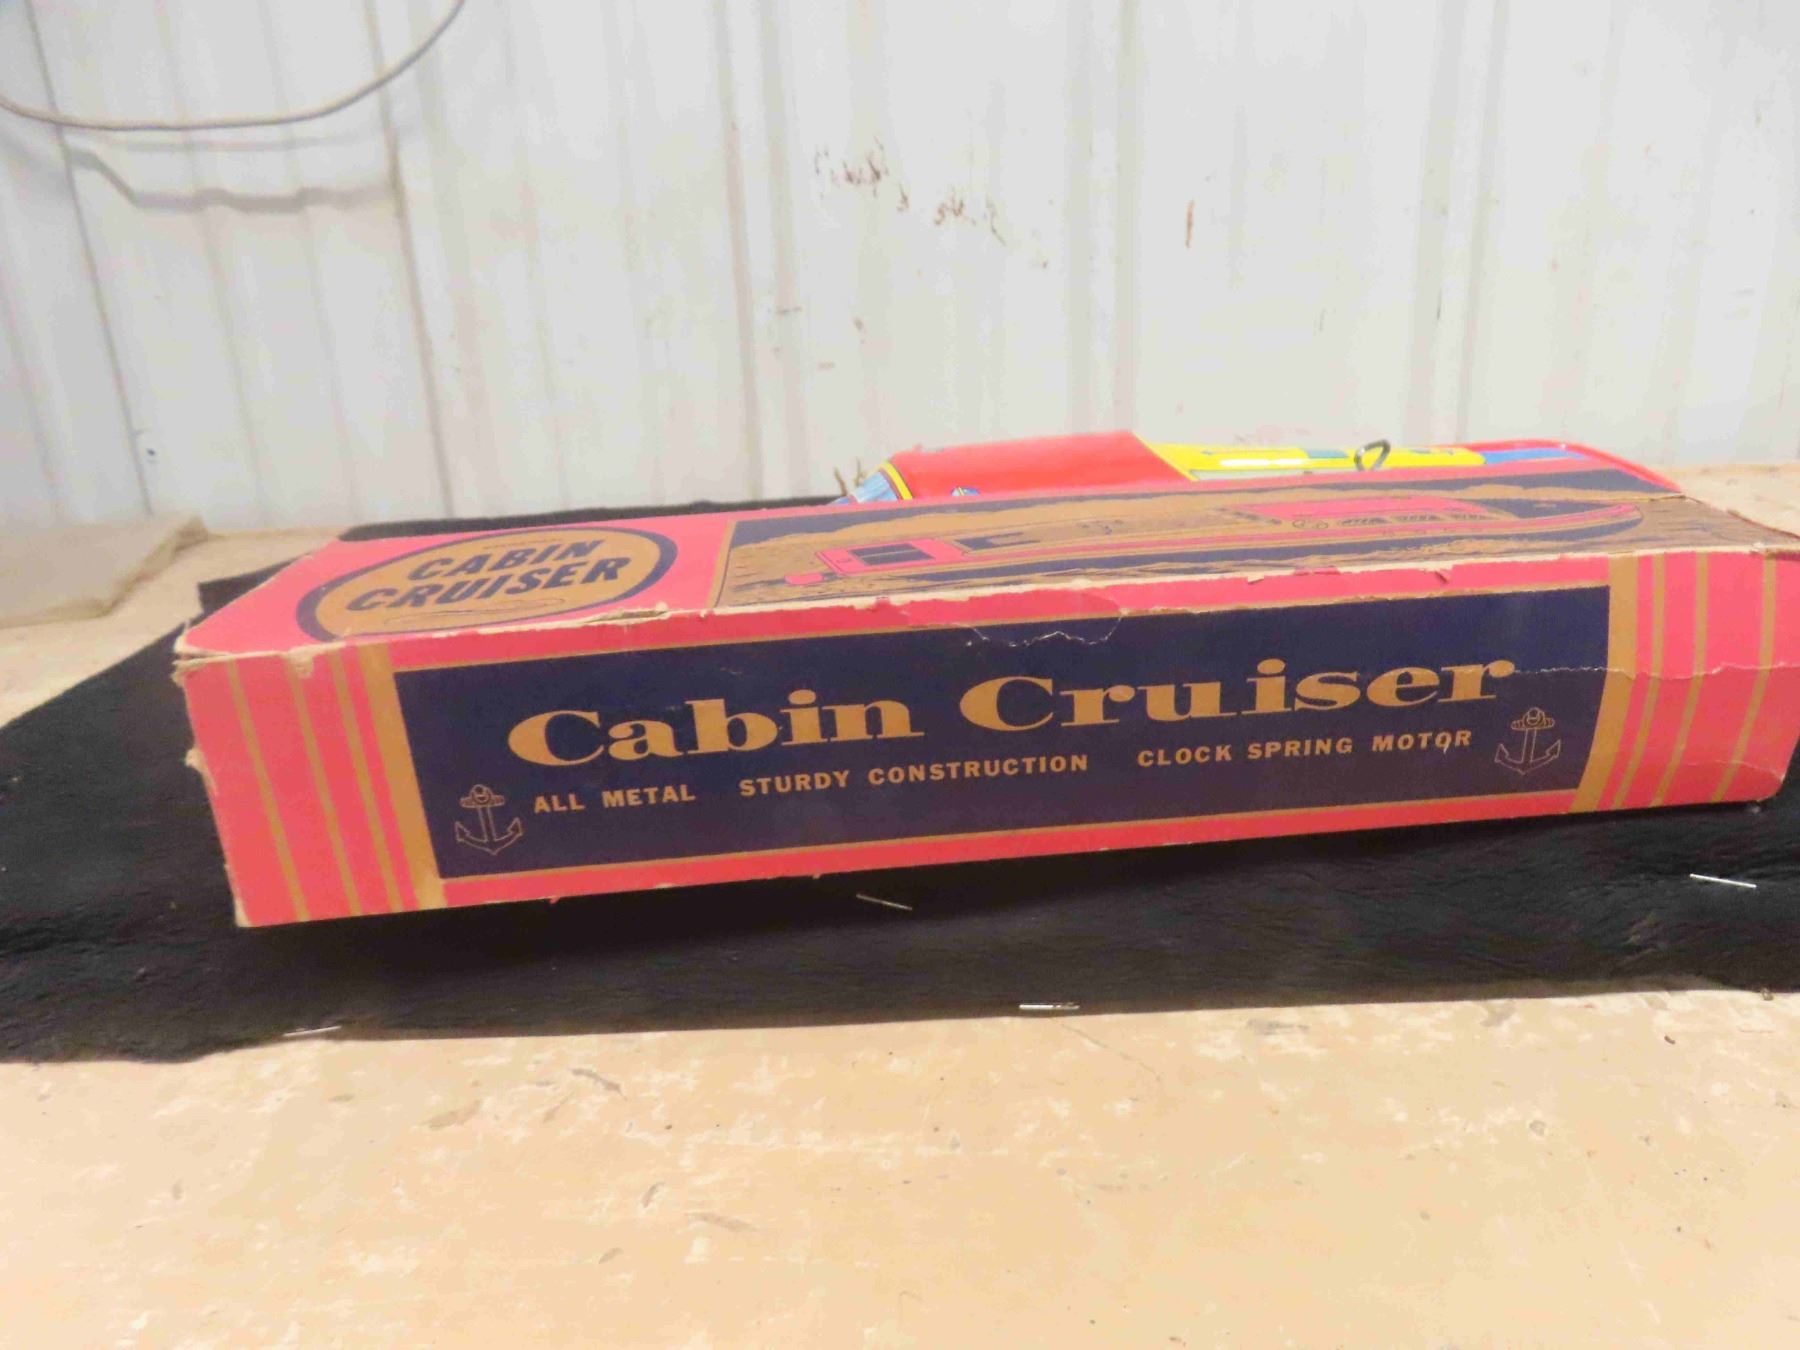 CABIN
CRUISER
Cabin Cruiser
ALL METAL STURDY CONSTRUCTION CLOCK SPRING MOTOR